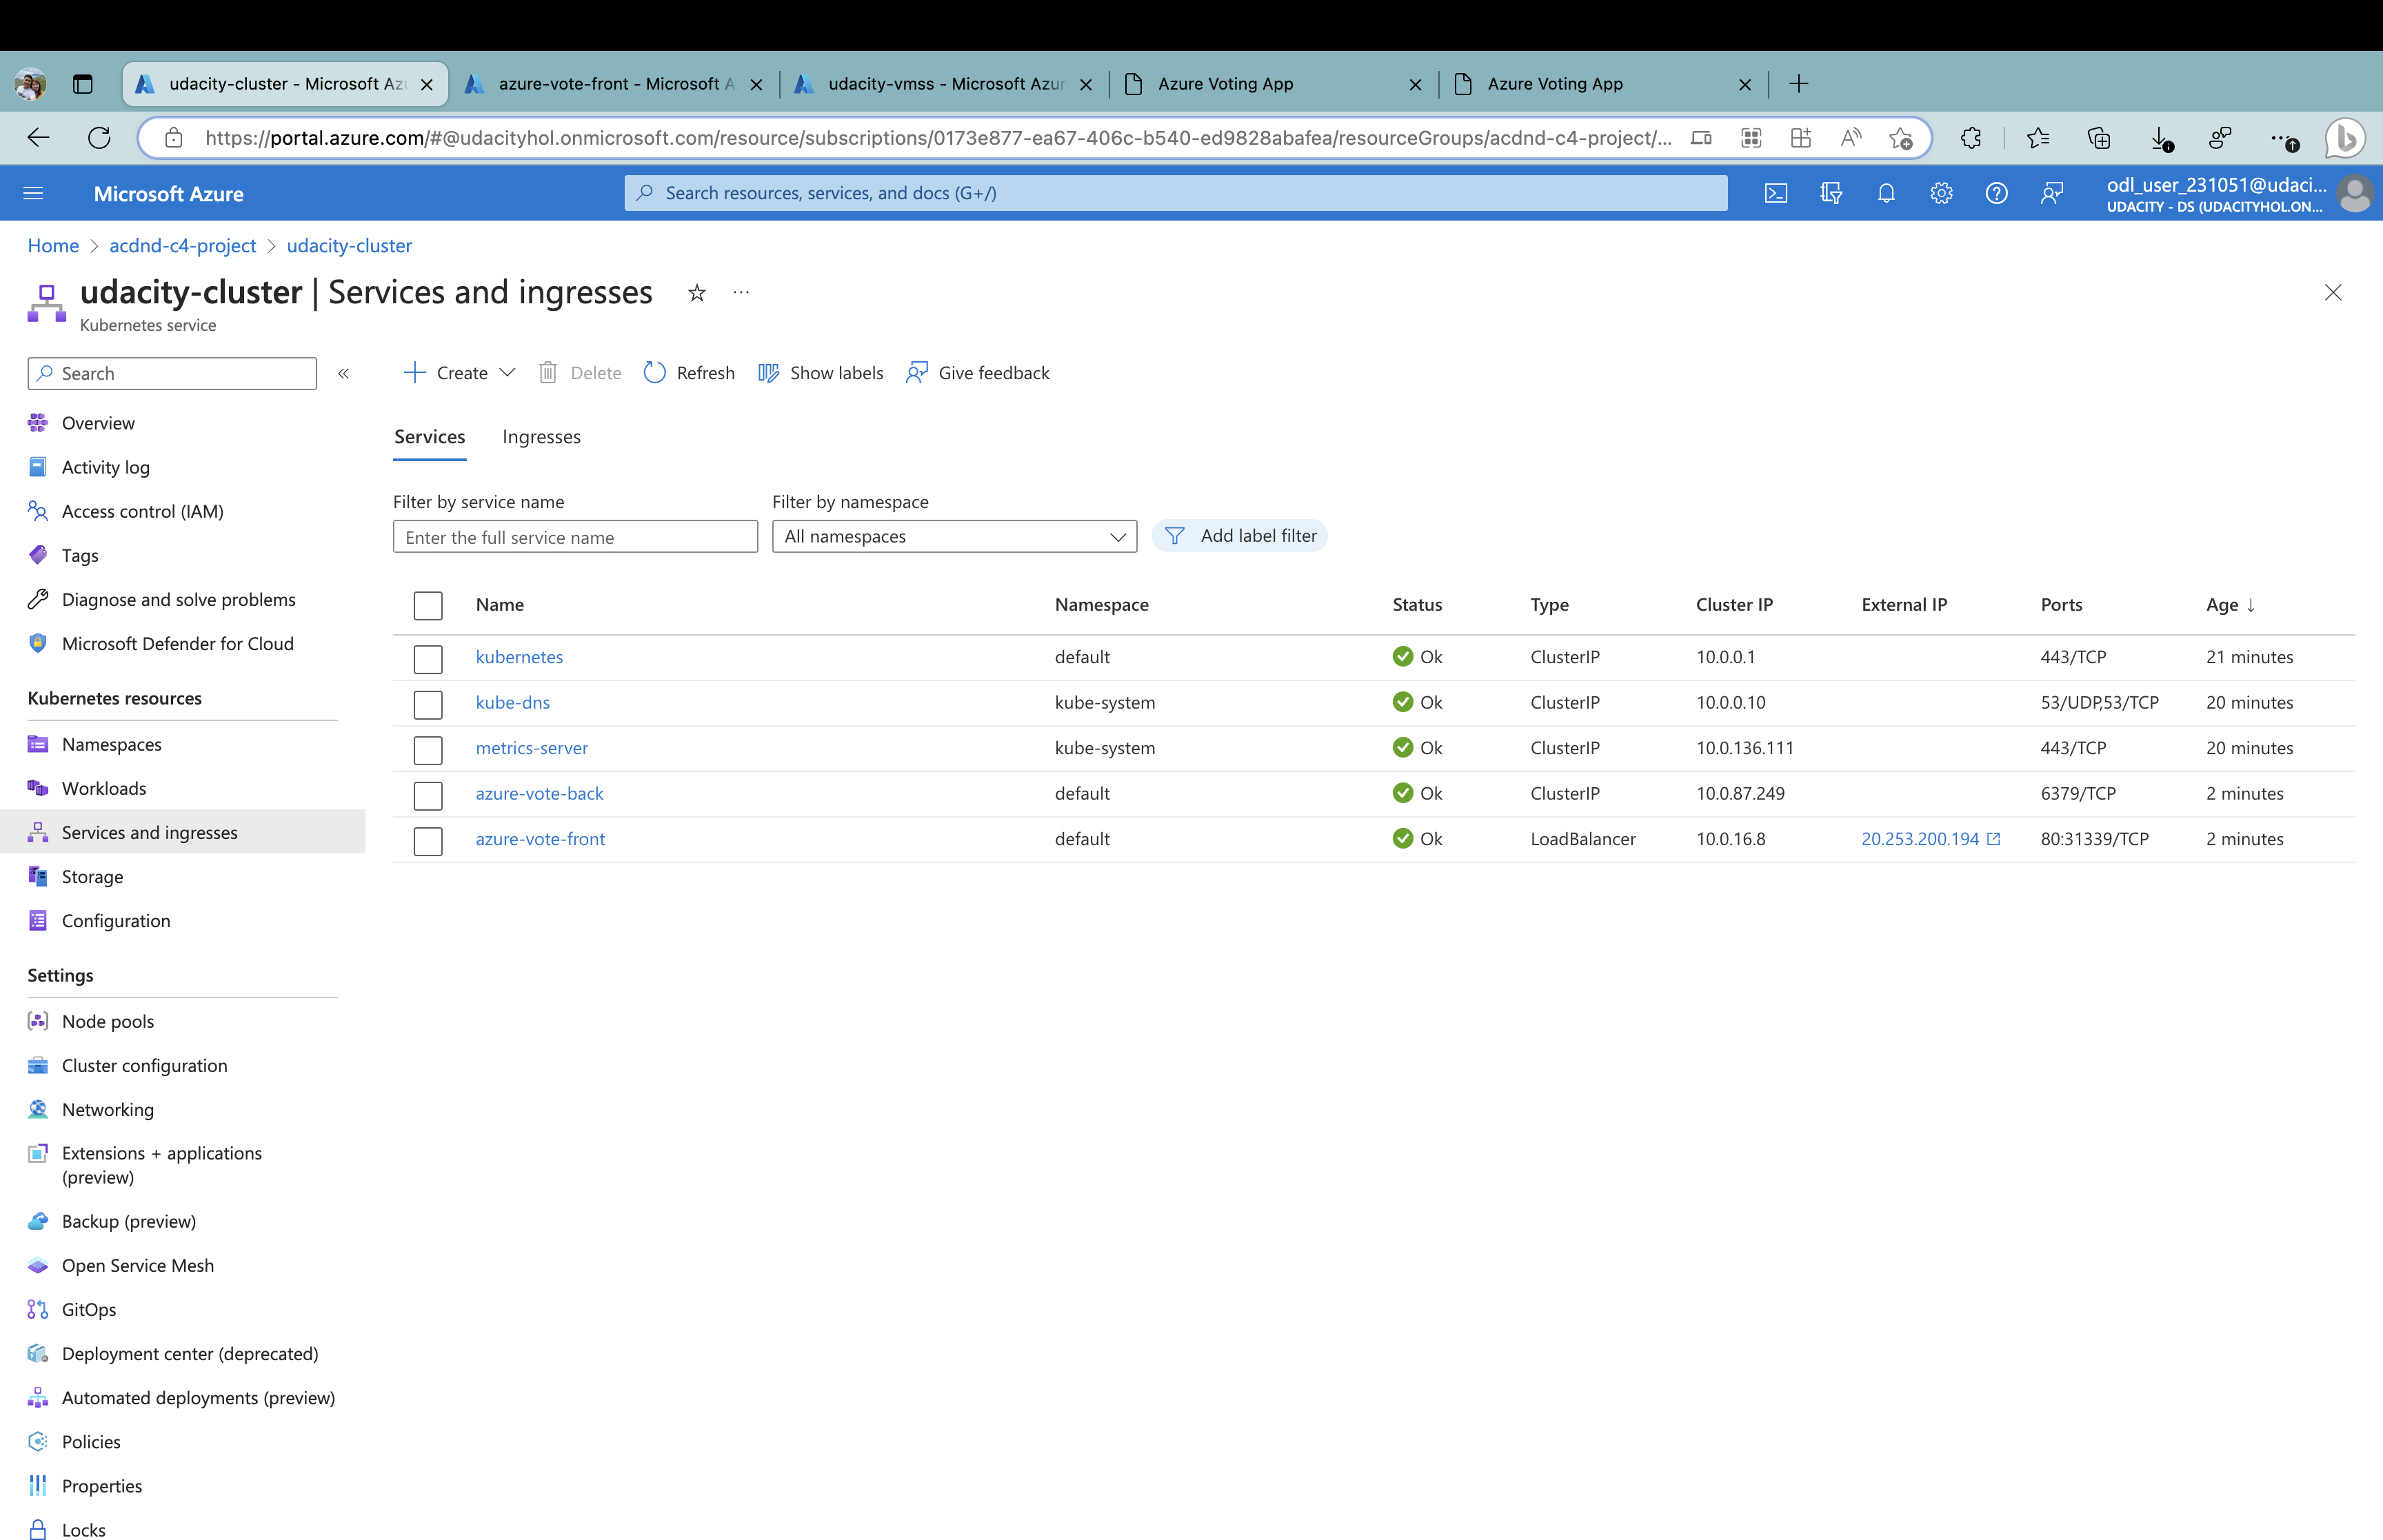 udacity-cluster - Microsoft Az
azure-vote-front - Microsoft A
udacity-vmss - Microsoft Azur
Azure Voting App
Azure Voting App
https://portal.azure.com/#@udacityhol.onmicrosoft.com/resource/subscriptions/0173e877-ea67-406c-b540-ed9828abafea/resourceGroups/acdnd-c4-project/...
Microsoft Azure
Search resources, services, and docs (G+/)
odl_user_231051@udaci...
UDACITY - DS (UDACITYHOL.ON...
Home > acdnd-c4-project > udacity-cluster
udacity-cluster | Services and ingresses
Kubernetes service
Search
Create
Delete
Refresh
Show labels
Give feedback
Overview
Activity log
Access control (IAM)
Tags
Diagnose and solve problems
Microsoft Defender for Cloud
Kubernetes resources
Namespaces
Workloads
Services and ingresses
Storage
Configuration
Settings
Node pools
Cluster configuration
Networking
Extensions + applications
(preview)
Backup (preview)
Open Service Mesh
GitOps
Deployment center (deprecated)
Automated deployments (preview)
Policies
Properties
Locks
Services Ingresses
Filter by service name
Enter the full service name
Filter by namespace
All namespaces
Add label filter
Name Namespace Status Type Cluster IP External IP Ports Age ↓
kubernetes default Ok ClusterIP 10.0.0.1 443/TCP 21 minutes
kube-dns kube-system Ok ClusterIP 10.0.0.10 53/UDP,53/TCP 20 minutes
metrics-server kube-system Ok ClusterIP 10.0.136.111 443/TCP 20 minutes
azure-vote-back default Ok ClusterIP 10.0.87.249 6379/TCP 2 minutes
azure-vote-front default Ok LoadBalancer 10.0.16.8 20.253.200.194 80:31339/TCP 2 minutes